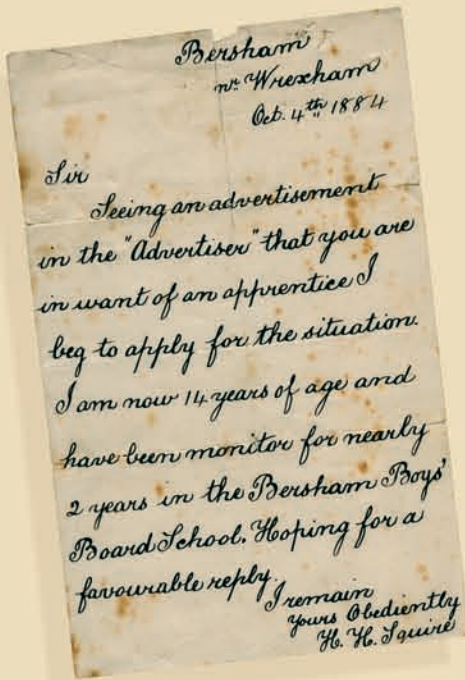 Bersham
nr. Wrexham
Oct. 4th 1884
Sir
Seeing an advertisement
in the "Advertiser" that you are
in want of an apprentice I
beg to apply for the situation.
I am now 14 years of age and
have been monitor for nearly
2 years in the Bersham Boys'
Board School. Hoping for a
favourable reply.
I remain
Yours Obediently
H. H. Squire